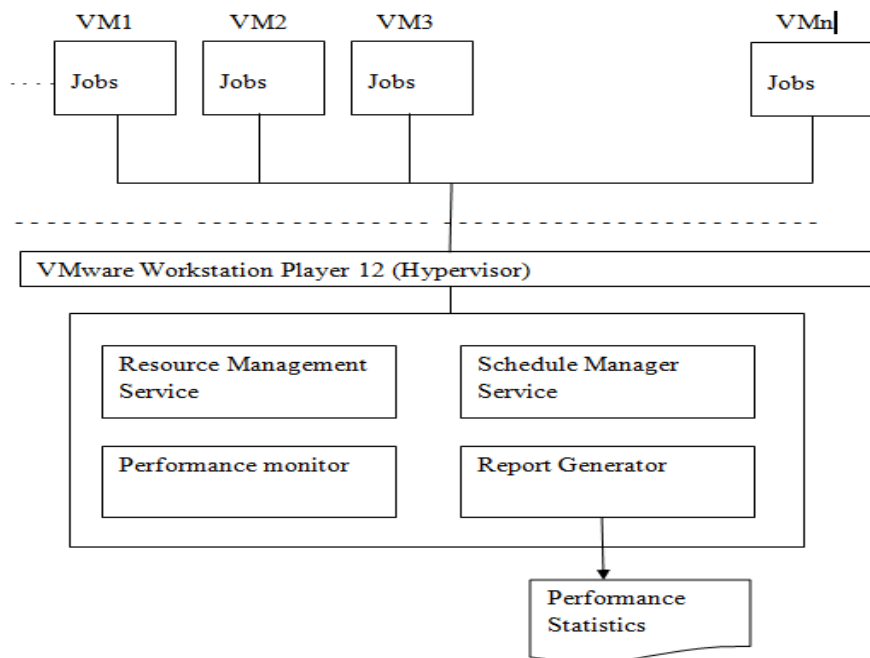 VM1 VM2 VM3 VMn
Jobs Jobs Jobs Jobs
VMware Workstation Player 12 (Hypervisor)
Resource Management
Service
Schedule Manager
Service
Performance monitor
Report Generator
Performance
Statistics